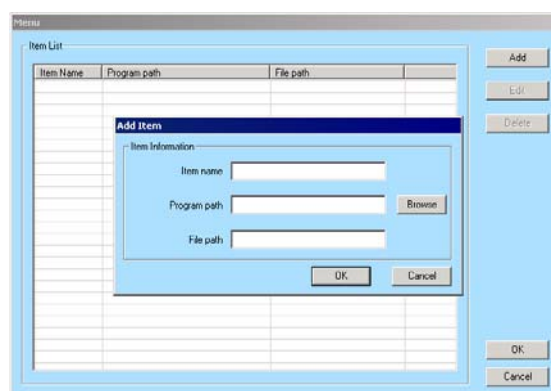 Menu
Item List
Item Name Program path File path
Add
Edit
Delete
Add Item
Item Information
Item name
Program path Browse
File path
OK Cancel
OK
Cancel